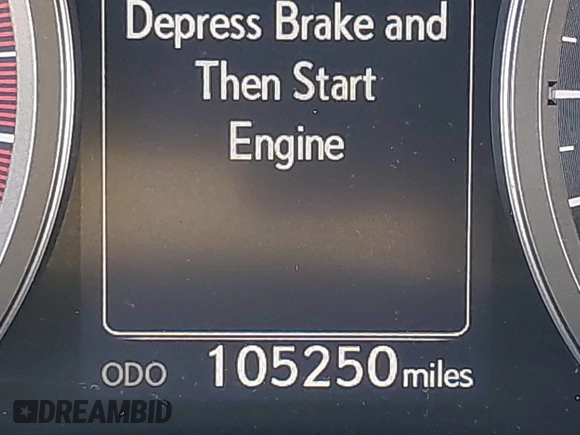 Depress Brake and
Then Start
Engine
ODO 105250 miles
DREAMBID